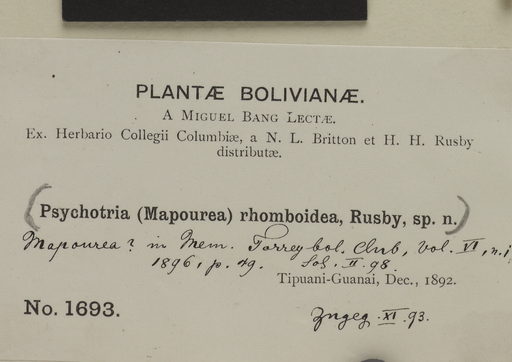 PLANTÆ BOLIVIANÆ.
A MIGUEL BANG LECTÆ.
Ex. Herbario Collegii Columbiæ, a N. L. Britton et H. H. Rusby
distributæ.
(Psychotria (Mapourea) rhomboidea, Rusby, sp. n.)
Mapourea? in Mem. Torrey bot. Club, Vol. VI, n. i
1896, p. 49. Sol. II. 98.
Tipuani-Guanai, Dec., 1892.
No. 1693. XI. 93.